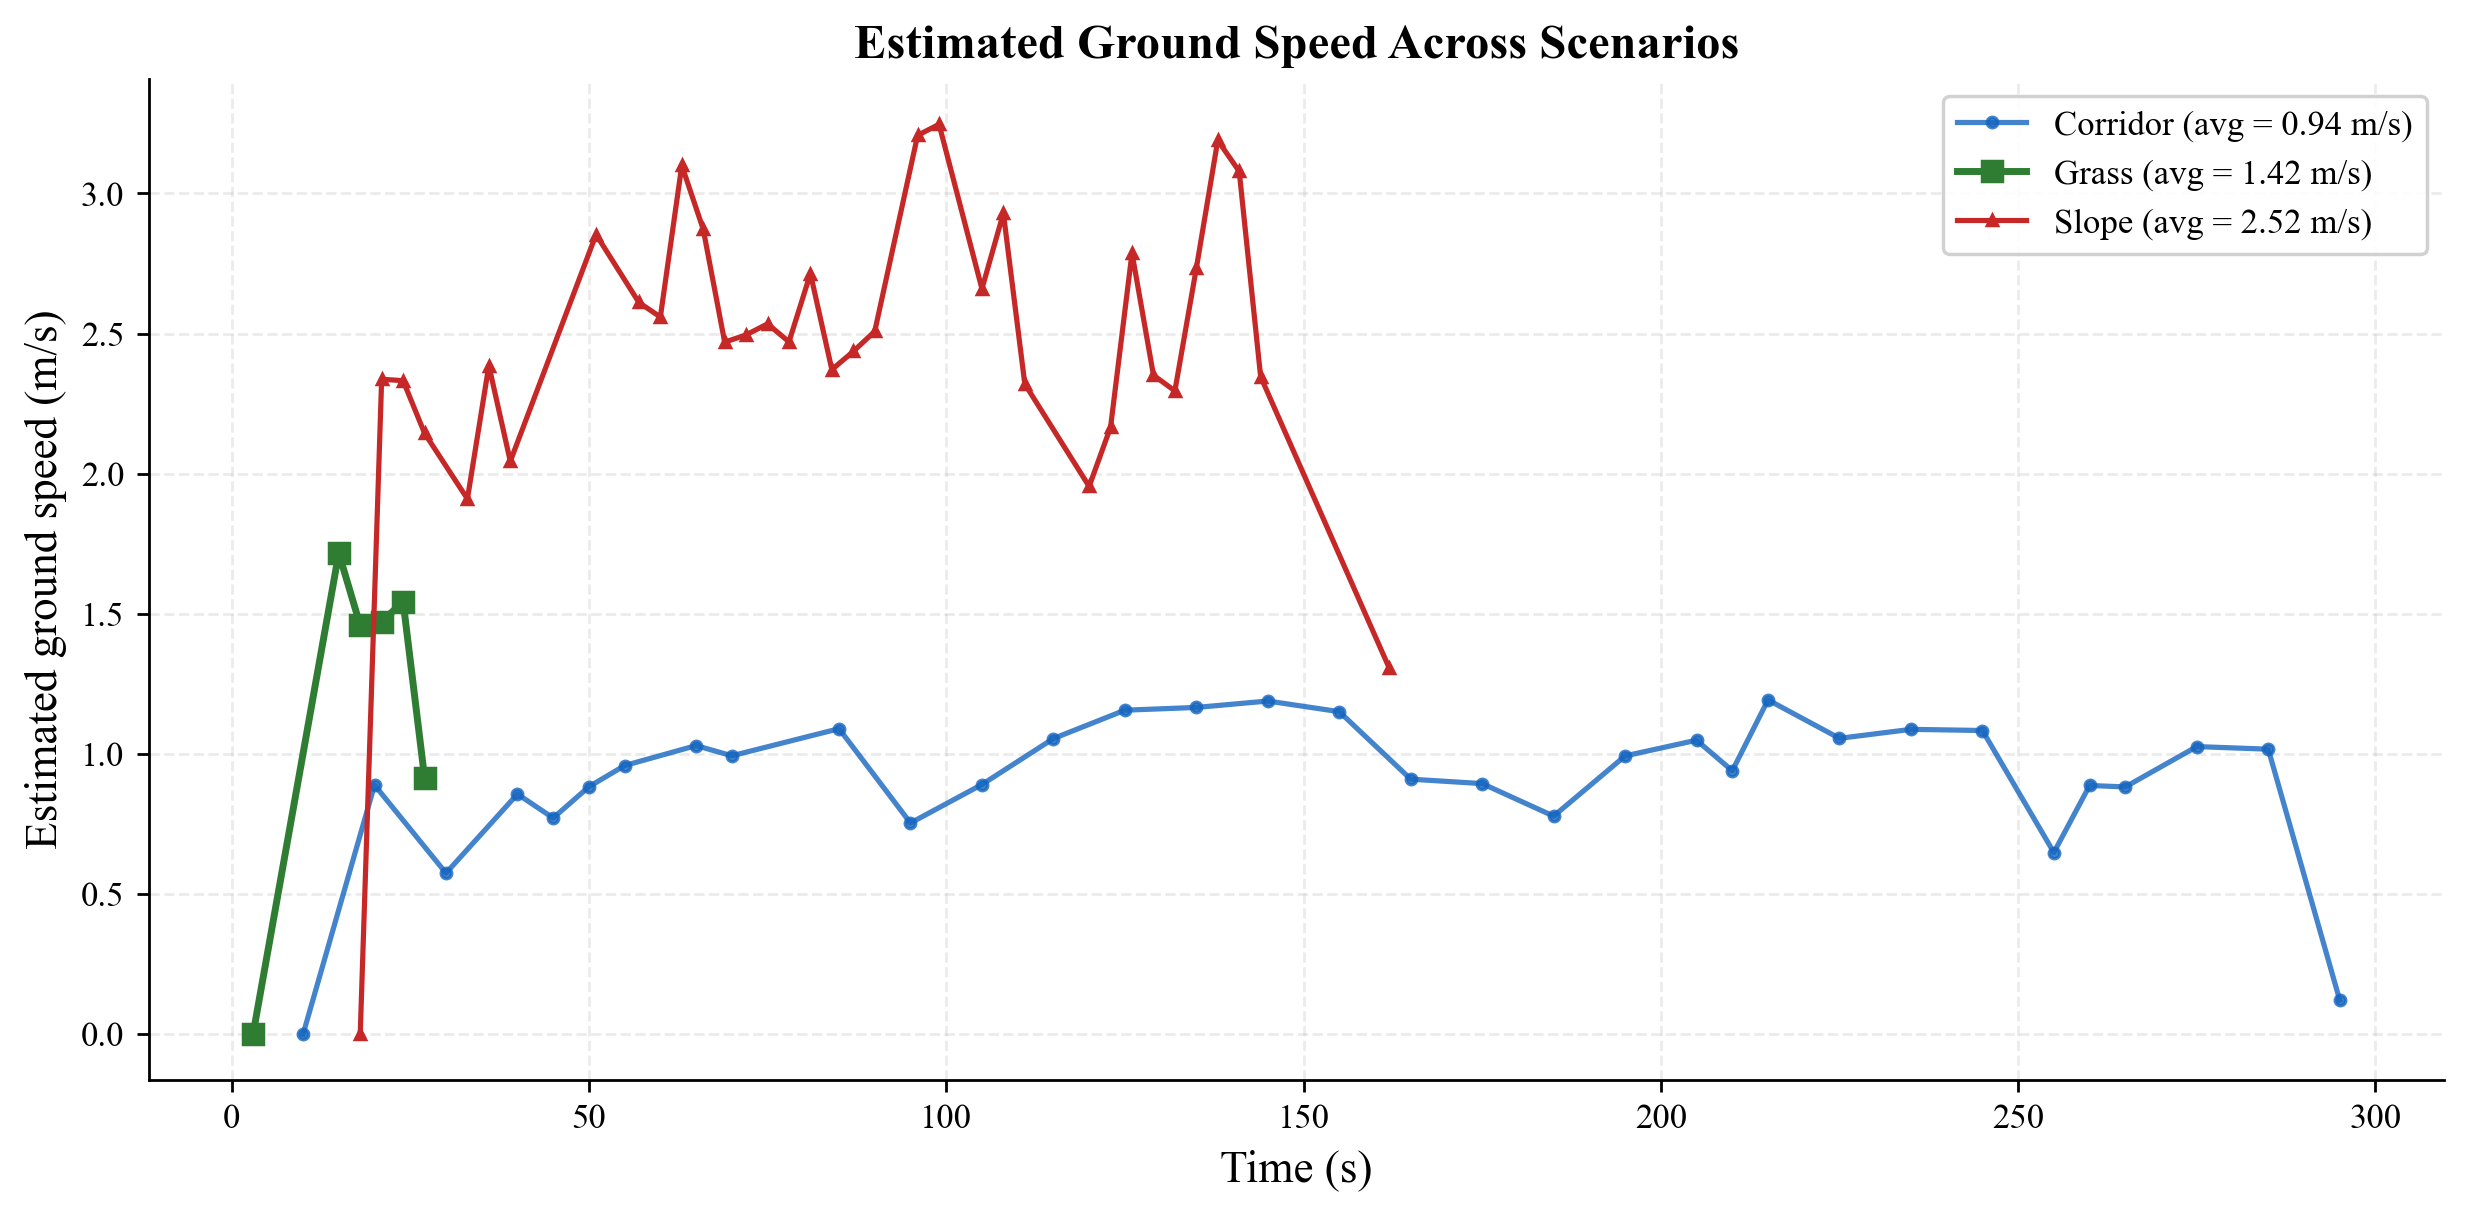 Estimated Ground Speed Across Scenarios
Corridor (avg = 0.94 m/s)
Grass (avg = 1.42 m/s)
Slope (avg = 2.52 m/s)
Estimated ground speed (m/s)
3.0
2.5
2.0
1.5
1.0
0.5
0.0
0 50 100 150 200 250 300
Time (s)